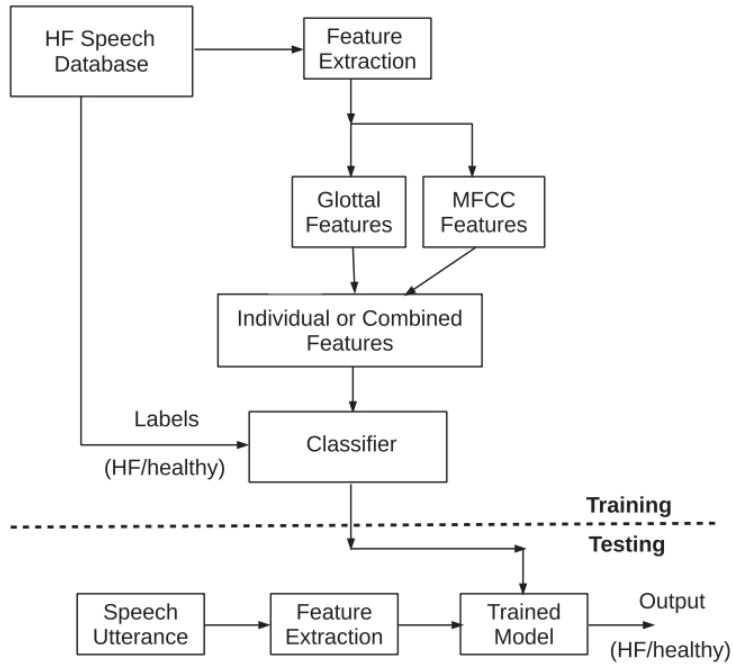 HF Speech
Database
Feature
Extraction
Glottal
Features
MFCC
Features
Individual or Combined
Features
Labels
(HF/healthy)
Classifier
Training
Testing
Speech
Utterance
Feature
Extraction
Trained
Model
Output
(HF/healthy)